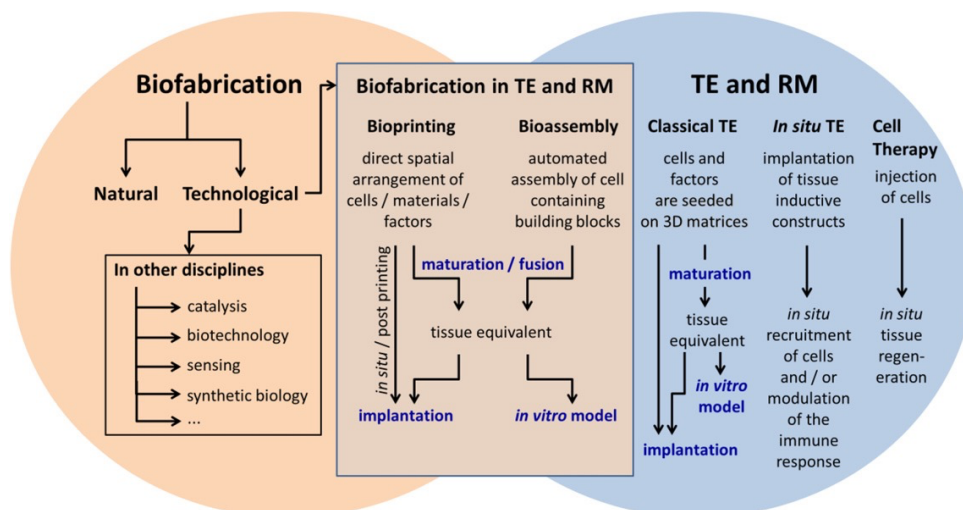 Biofabrication
Natural
Technological
In other disciplines
catalysis
biotechnology
sensing
synthetic biology
...
Biofabrication in TE and RM
Bioprinting
direct spatial
arrangement of
cells / materials /
factors
Bioassembly
automated
assembly of cell
containing
building blocks
in situ / post printing
maturation / fusion
tissue equivalent
implantation
in vitro model
TE and RM
Classical TE
cells and
factors
are seeded
on 3D matrices
maturation
tissue
equivalent
in vitro
model
implantation
In situ TE
implantation
of tissue
inductive
constructs
in situ
recruitment
of cells
and / or
modulation
of the
immune
response
Cell
Therapy
injection
of cells
in situ
tissue
regen-
eration